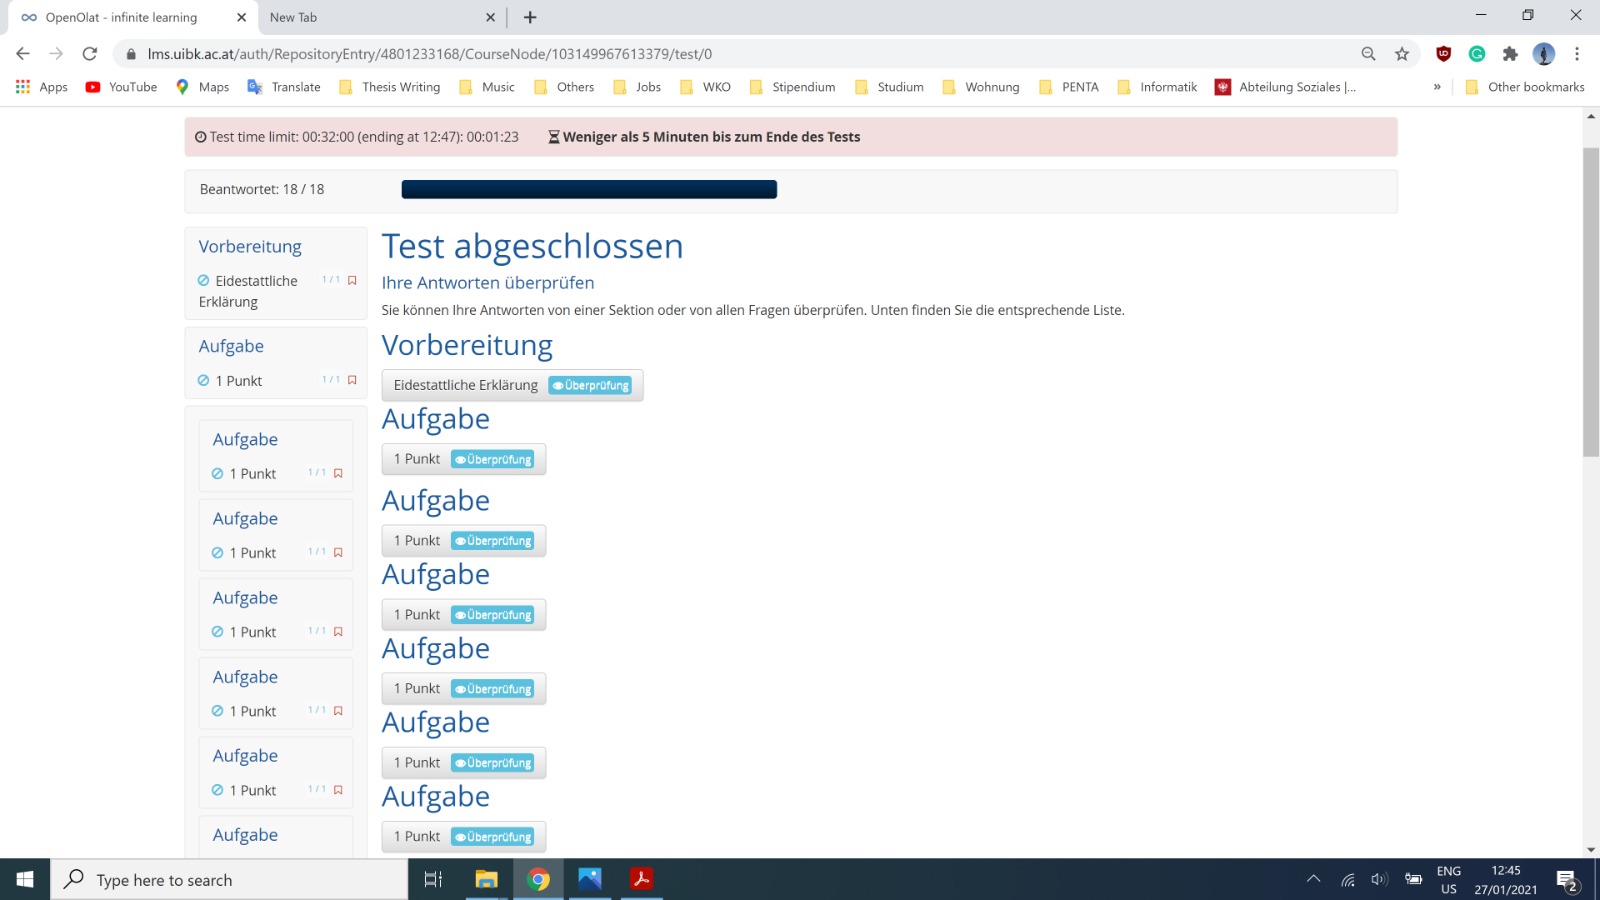 OpenOlat - infinite learning
New Tab
lms.uibk.ac.at/auth/RepositoryEntry/4801233168/CourseNode/103149967613379/test/0
Apps YouTube Maps Translate Thesis Writing Music Others Jobs WKO Stipendium Studium Wohnung PENTA Informatik Abteilung Soziales |... » Other bookmarks
Test time limit: 00:32:00 (ending at 12:47): 00:01:23 Weniger als 5 Minuten bis zum Ende des Tests
Beantwortet: 18 / 18
Vorbereitung
Eidestattliche Erklärung 1 / 1
Aufgabe
1 Punkt 1 / 1
Aufgabe
1 Punkt 1 / 1
Aufgabe
1 Punkt 1 / 1
Aufgabe
1 Punkt 1 / 1
Aufgabe
1 Punkt 1 / 1
Aufgabe
1 Punkt 1 / 1
Aufgabe
Test abgeschlossen
Ihre Antworten überprüfen
Sie können Ihre Antworten von einer Sektion oder von allen Fragen überprüfen. Unten finden Sie die entsprechende Liste.
Vorbereitung
Eidestattliche Erklärung Überprüfung
Aufgabe
1 Punkt Überprüfung
Aufgabe
1 Punkt Überprüfung
Aufgabe
1 Punkt Überprüfung
Aufgabe
1 Punkt Überprüfung
Aufgabe
1 Punkt Überprüfung
Aufgabe
1 Punkt Überprüfung
Type here to search
ENG
US
12:45
27/01/2021
2